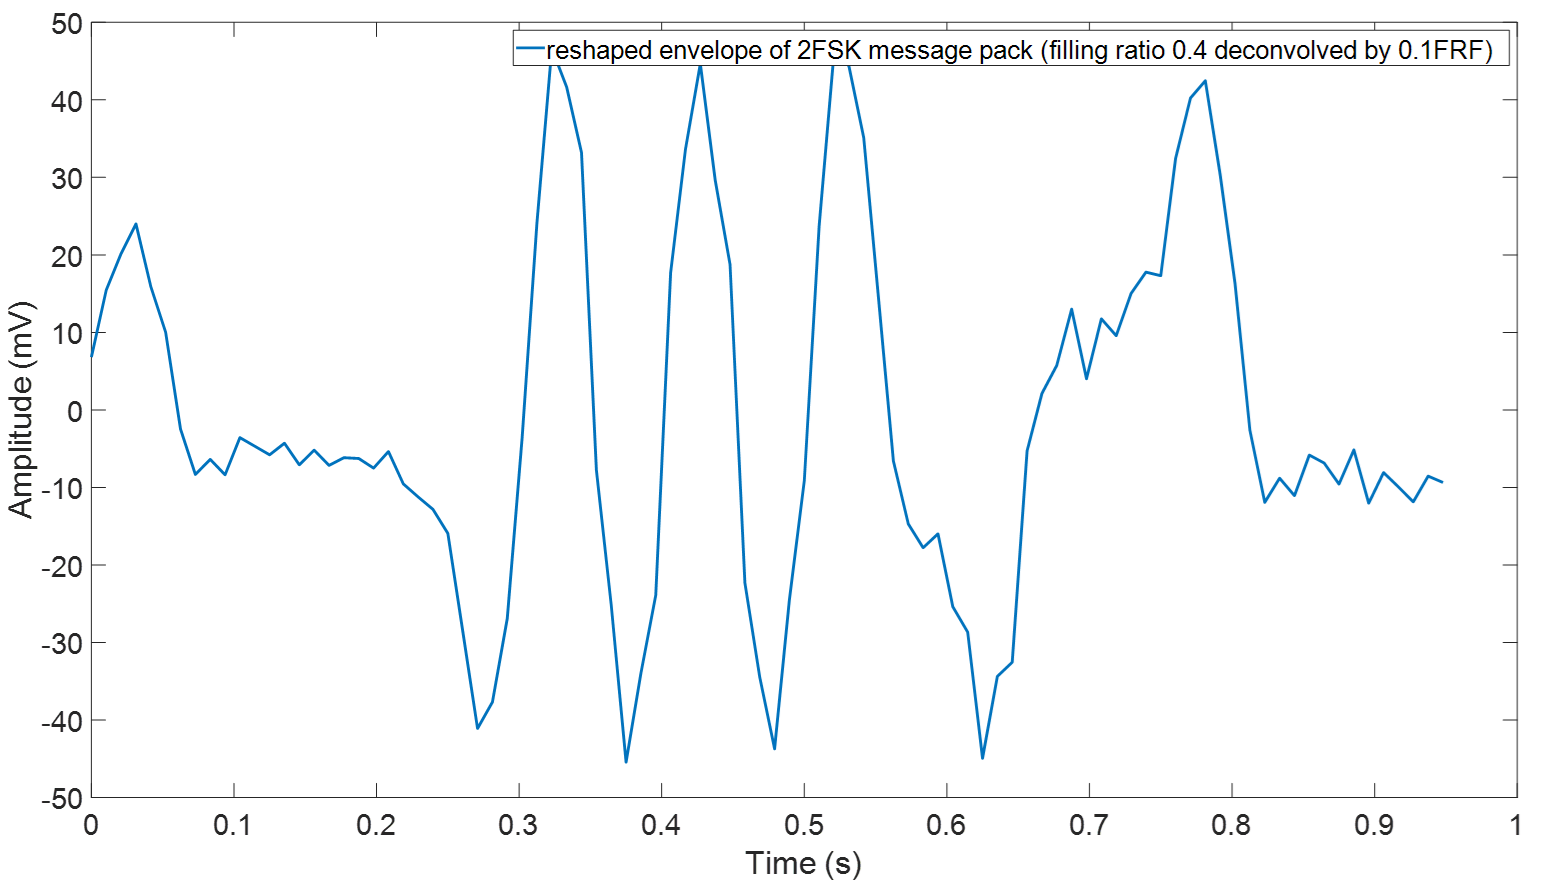 50
40
30
20
10
0
-10
-20
-30
-40
-50
Amplitude (mV)
reshaped envelope of 2FSK message pack (filling ratio 0.4 deconvolved by 0.1FRF)
0 0.1 0.2 0.3 0.4 0.5 0.6 0.7 0.8 0.9 1
Time (s)